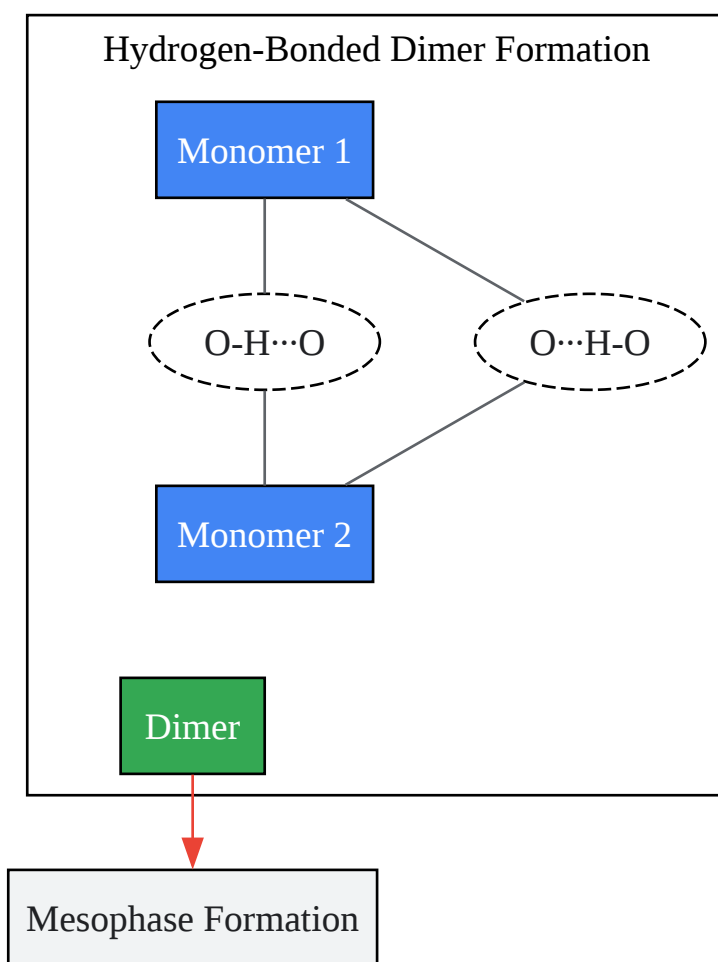 Hydrogen-Bonded Dimer Formation
Monomer 1
O-H···O
O···H-O
Monomer 2
Dimer
Mesophase Formation